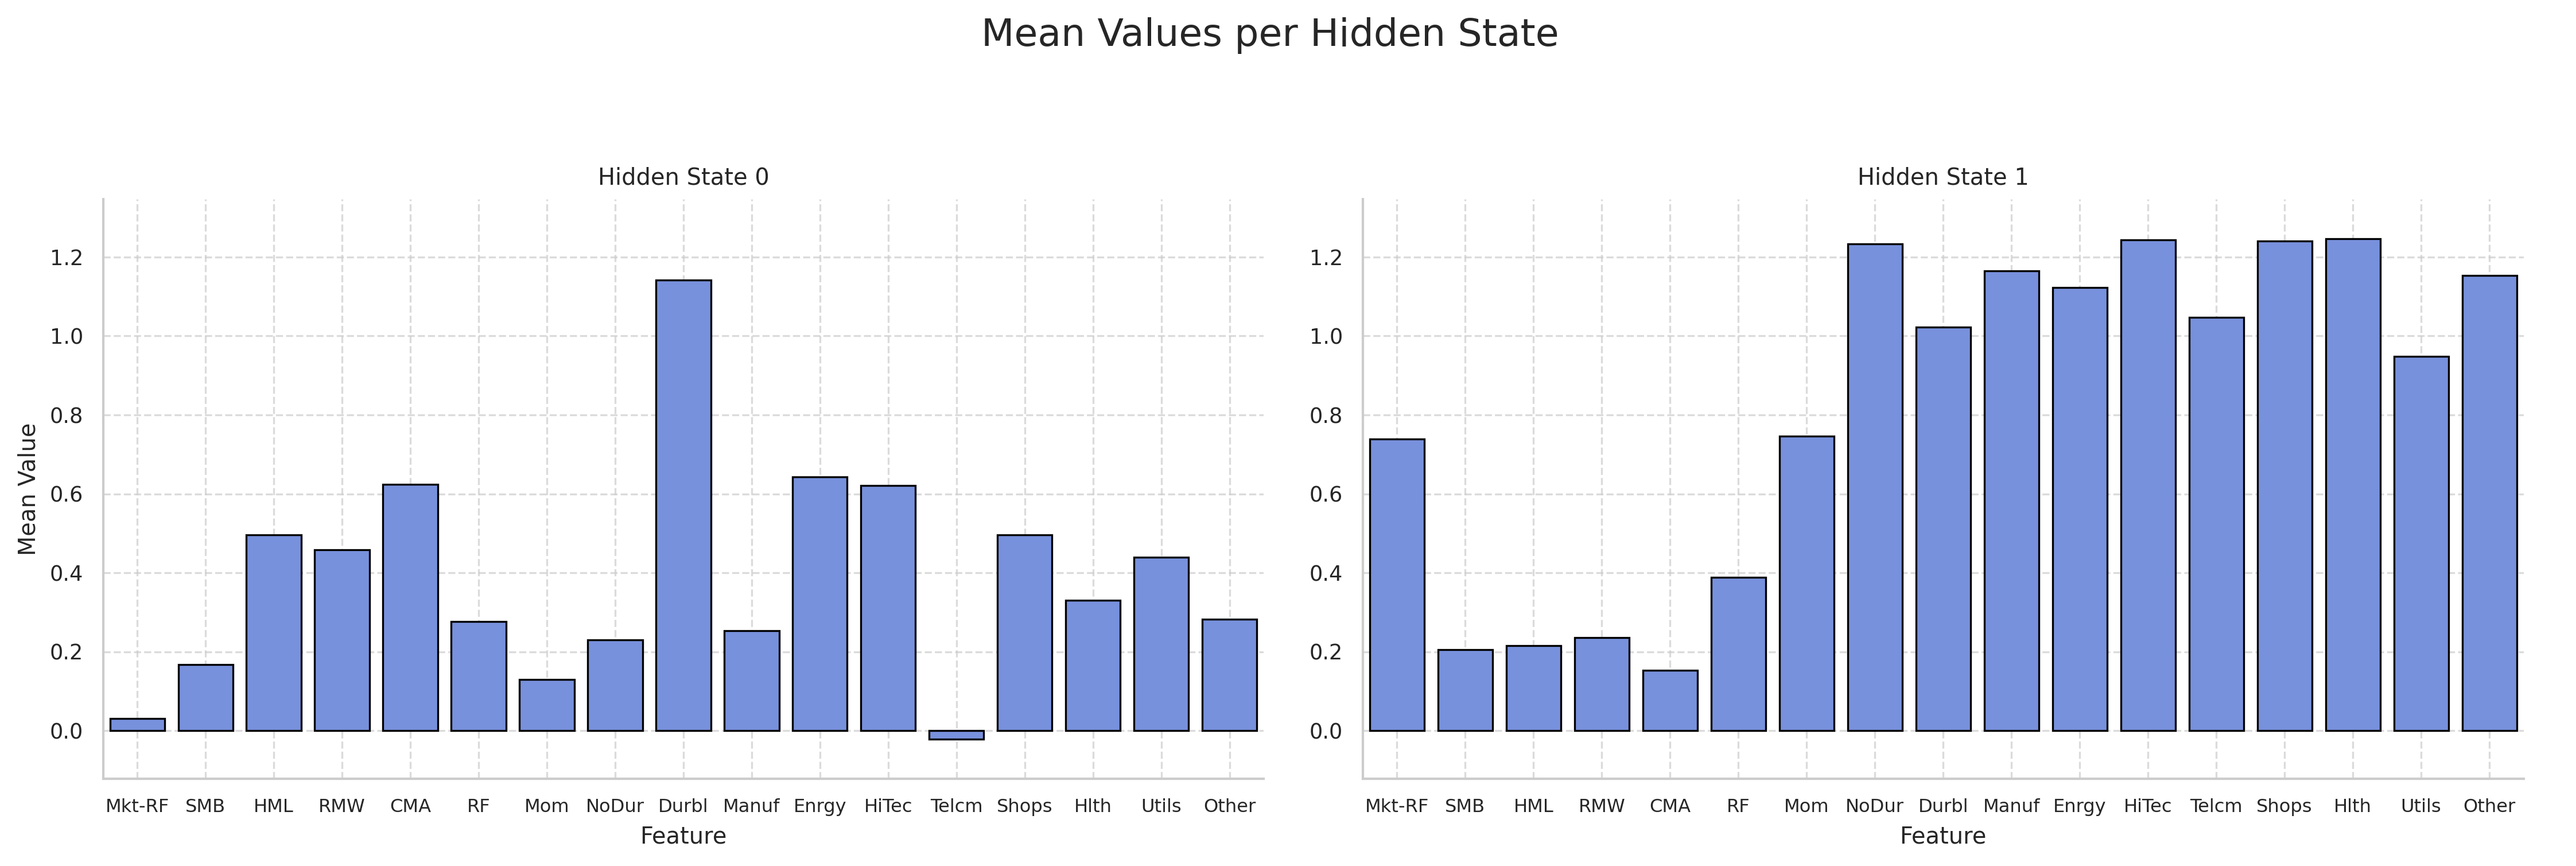 Mean Values per Hidden State
Hidden State 0
Mean Value
1.2
1.0
0.8
0.6
0.4
0.2
0.0
Mkt-RF SMB HML RMW CMA RF Mom NoDur Durbl Manuf Enrgy HiTec Telcm Shops Hlth Utils Other
Feature
Hidden State 1
1.2
1.0
0.8
0.6
0.4
0.2
0.0
Mkt-RF SMB HML RMW CMA RF Mom NoDur Durbl Manuf Enrgy HiTec Telcm Shops Hlth Utils Other
Feature